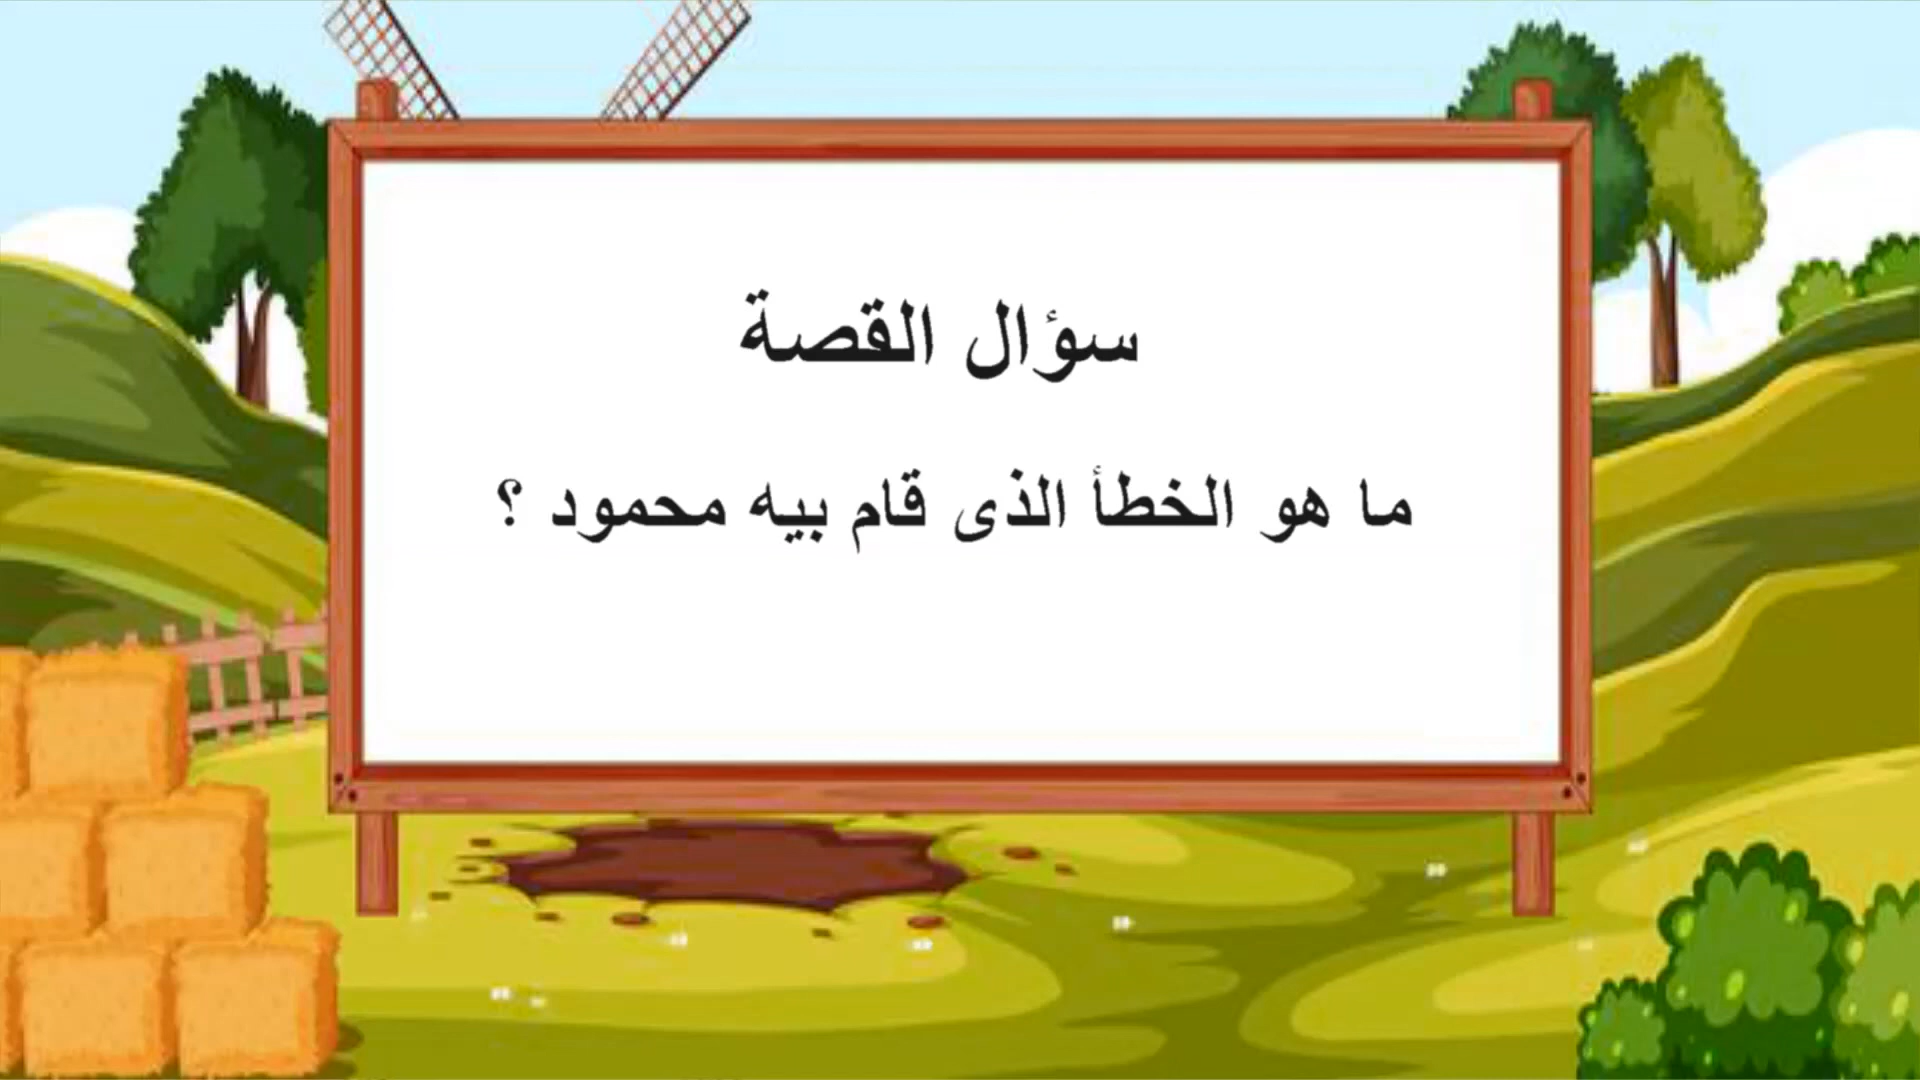 سؤال القصة
ما هو الخطأ الذى قام بيه محمود ؟